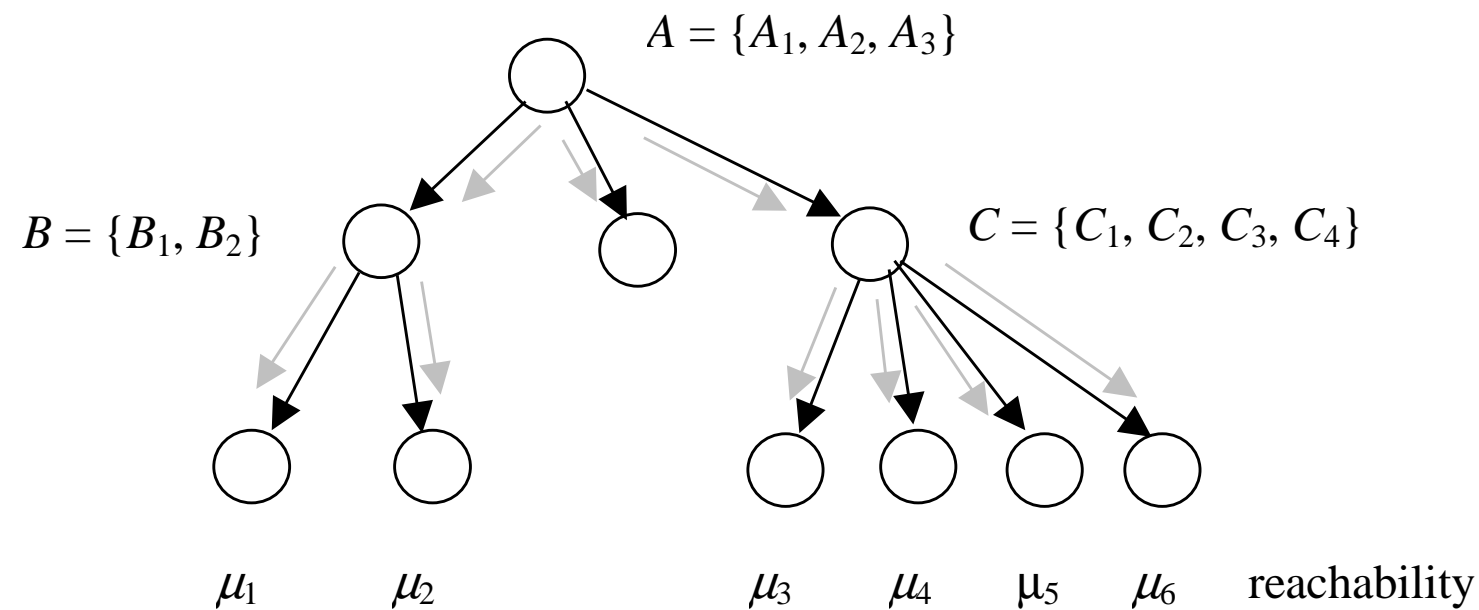 A = {A₁, A₂, A₃}
B = {B₁, B₂}
C = {C₁, C₂, C₃, C₄}
μ₁ μ₂ μ₃ μ₄ μ₅ μ₆ reachability